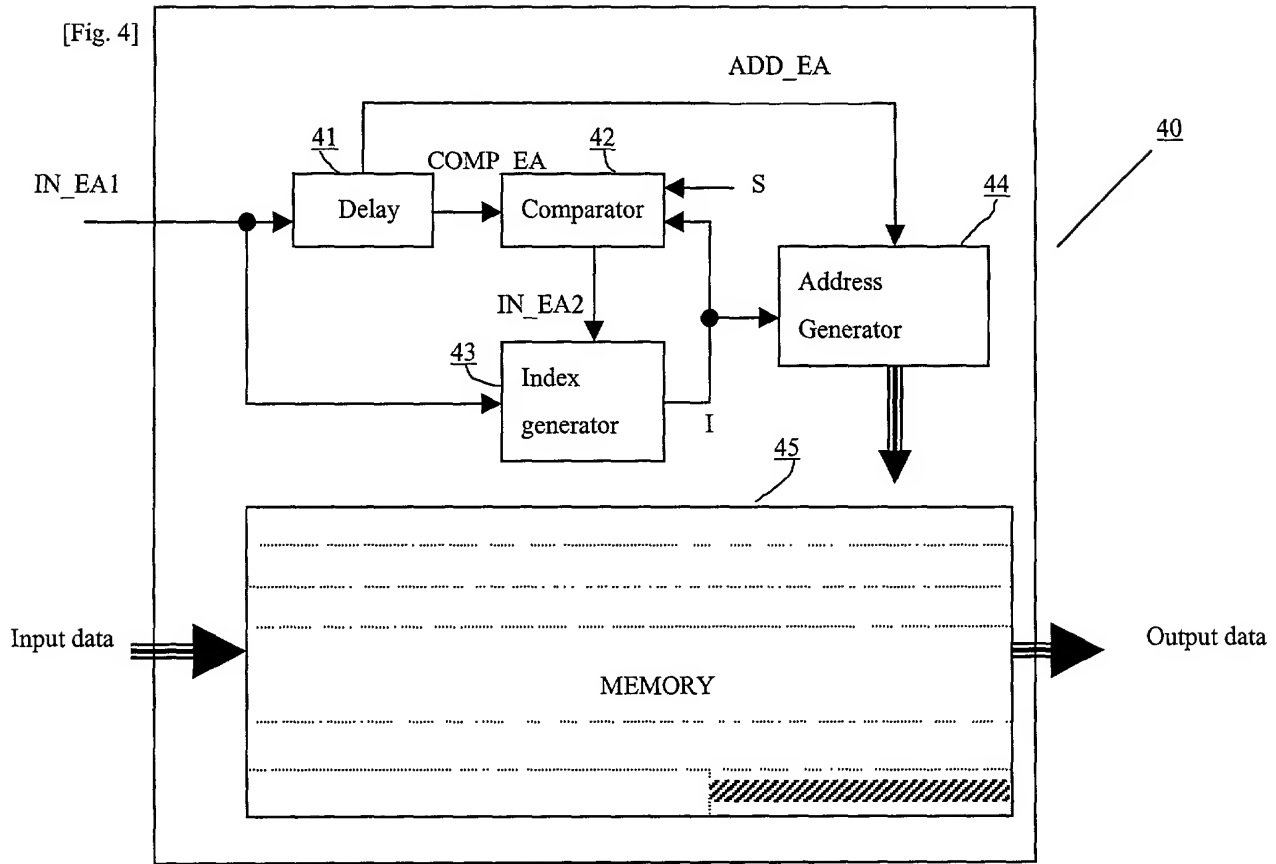 [Fig. 4]
ADD_EA
40
41
COMP_EA
42
IN_EA1
Delay
Comparator
S
44
Address
Generator
IN_EA2
43
Index
generator
I
45
Input data
Output data
MEMORY